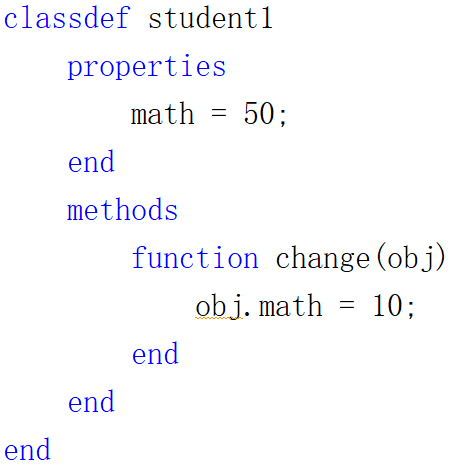 classdef student1
    properties
        math = 50;
    end
    methods
        function change(obj)
            obj.math = 10;
        end
    end
end